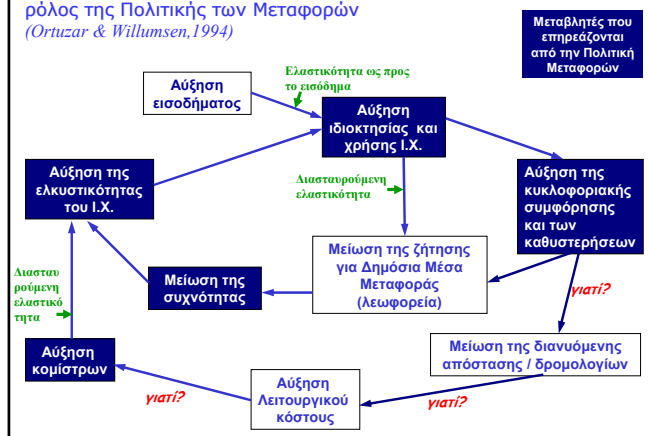 ρόλος της Πολιτικής των Μεταφορών
(Ortuzar & Willumsen,1994)
Μεταβλητές που
επηρεάζονται
από την Πολιτική
Μεταφορών
Ελαστικότητα ως προς
το εισόδημα
Αύξηση
εισοδήματος
Αύξηση
ιδιοκτησίας και
χρήσης Ι.Χ.
Αύξηση της
ελκυστικότητας
του Ι.Χ.
Διασταυρούμενη
ελαστικότητα
Αύξηση της
κυκλοφοριακής
συμφόρησης
και των
καθυστερήσεων
Μείωση της ζήτησης
για Δημόσια Μέσα
Μεταφοράς
(λεωφορεία)
Μείωση της
συχνότητας
Διασταυ
ρούμενη
ελαστικό
τητα
γιατί?
Μείωση της διανυόμενης
απόστασης / δρομολογίων
Αύξηση
κομίστρων
Αύξηση
Λειτουργικού
κόστους
γιατί?
γιατί?